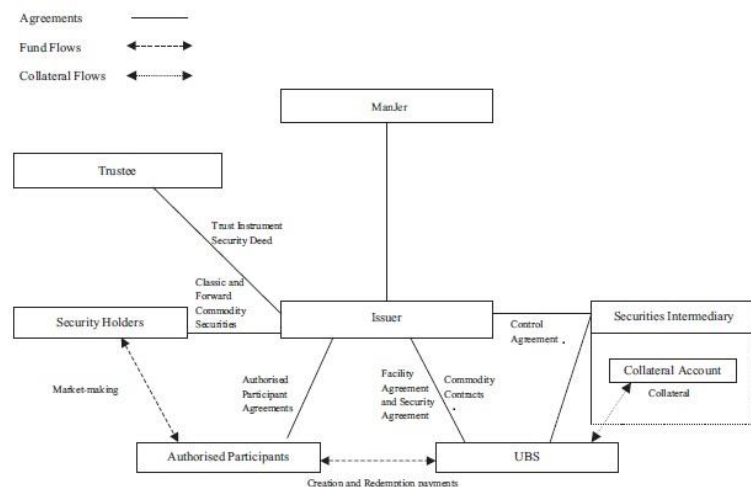 Agreements
Fund Flows
Collateral Flows
ManJer
Trustee
Trust Instrument
Security Deed
Classic and
Forward
Commodity
Securities
Security Holders
Issuer
Control
Agreement
Securities Intermediary
Collateral Account
Collateral
Market-making
Authorised
Participant
Agreements
Facility
Agreement
and Security
Agreement
Commodity
Contracts
Authorised Participants
UBS
Creation and Redemption payments